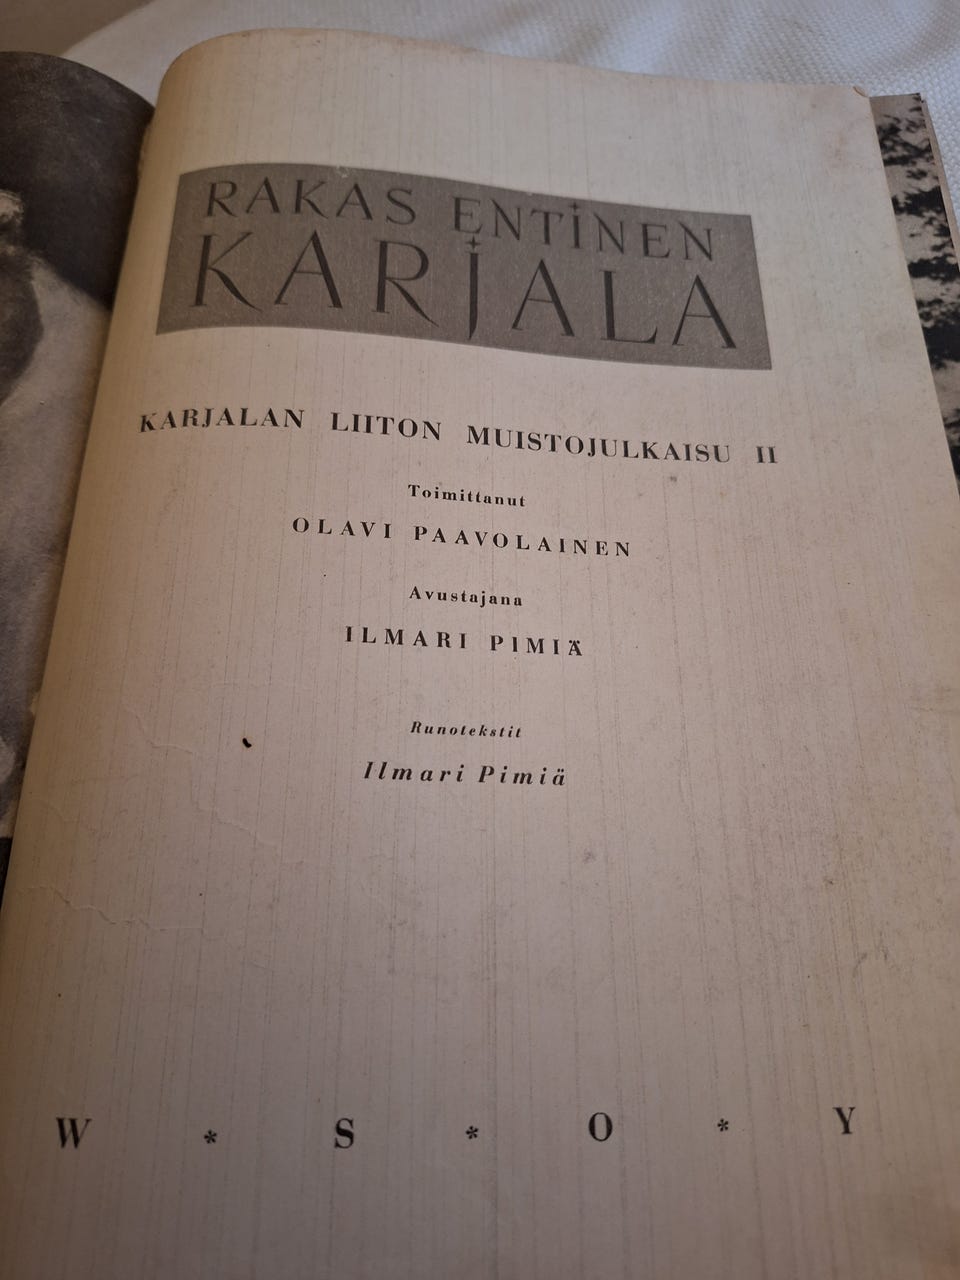 RAKAS ENTINEN
KARJALA
KARJALAN LIITON MUISTOJULKAISU II
Toimittanut
OLAVI PAAVOLAINEN
Avustajana
ILMARI PIMIÄ
Runotekstit
Ilmari Pimiä
W * S * O * Y